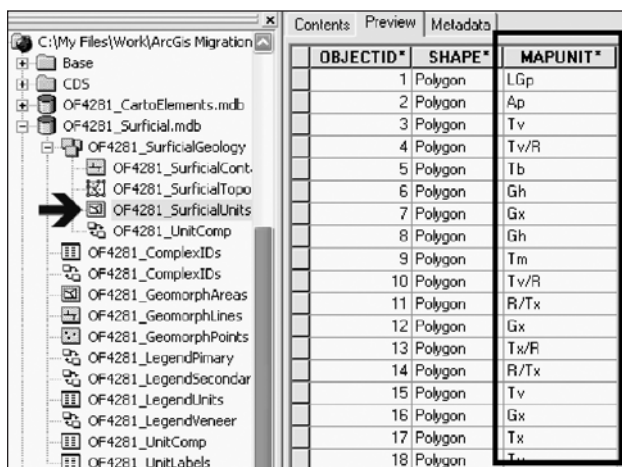 C:\My Files\Work\ArcGis Migration
Base
CDS
OF4281_CartoElements.mdb
OF4281_Surficial.mdb
OF4281_SurficialGeology
OF4281_SurficialCont
OF4281_SurficialTopo
OF4281_SurficialUnits
OF4281_UnitComp
OF4281_ComplexIDs
OF4281_ComplexIDs
OF4281_GeomorphAreas
OF4281_GeomorphLines
OF4281_GeomorphPoints
OF4281_LegendPimary
OF4281_LegendSecondar
OF4281_LegendUnits
OF4281_LegendVeneer
OF4281_UnitComp
OF4281_UnitLabels
Contents Preview Metadata
OBJECTID* SHAPE* MAPUNIT*
1 Polygon LGp
2 Polygon Ap
3 Polygon Tv
4 Polygon Tv/R
5 Polygon Tb
6 Polygon Gh
7 Polygon Gx
8 Polygon Gh
9 Polygon Tm
10 Polygon Tv/R
11 Polygon R/Tx
12 Polygon Gx
13 Polygon Tx/R
14 Polygon R/Tx
15 Polygon Tv
16 Polygon Gx
17 Polygon Tx
18 Polygon